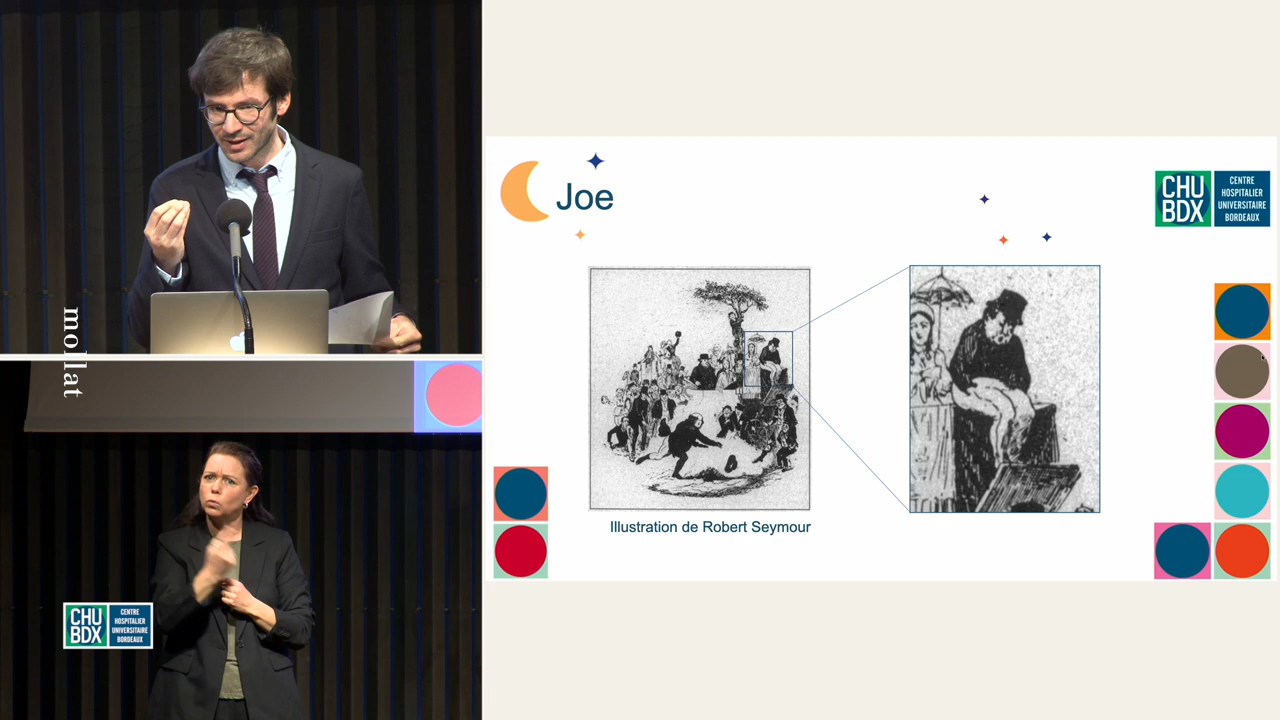 mollat
CHU
BDX
CENTRE
HOSPITALIER
UNIVERSITAIRE
BORDEAUX
Joe
CHU
BDX
CENTRE
HOSPITALIER
UNIVERSITAIRE
BORDEAUX
Illustration de Robert Seymour